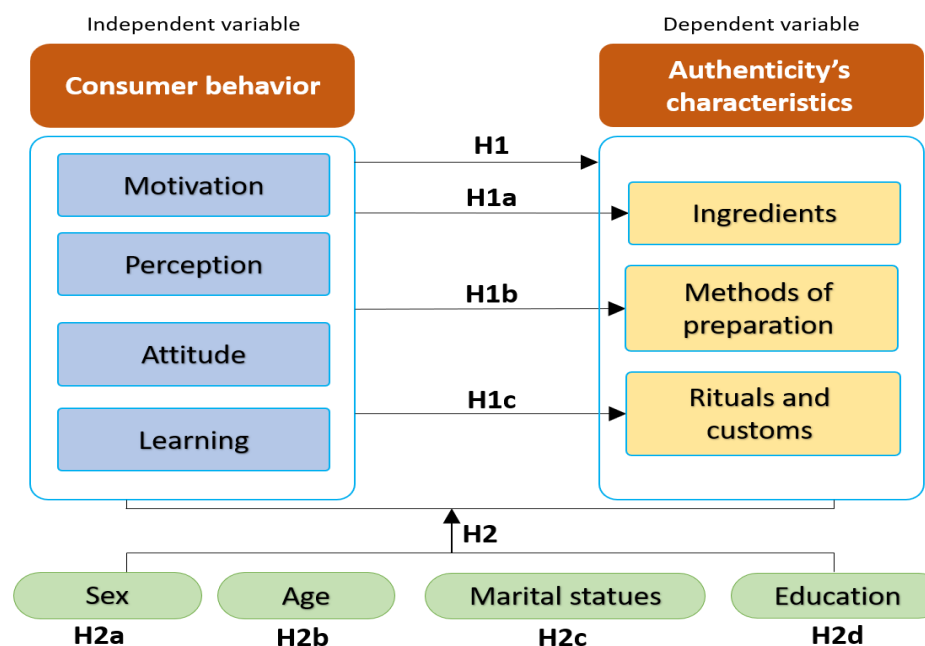 Independent variable
Dependent variable
Consumer behavior
Authenticity's
characteristics
H1
Motivation
H1a
Ingredients
Perception
H1b
Methods of
preparation
Attitude
H1c
Rituals and
customs
Learning
H2
Sex
Age
Marital statues
Education
H2a
H2b
H2c
H2d